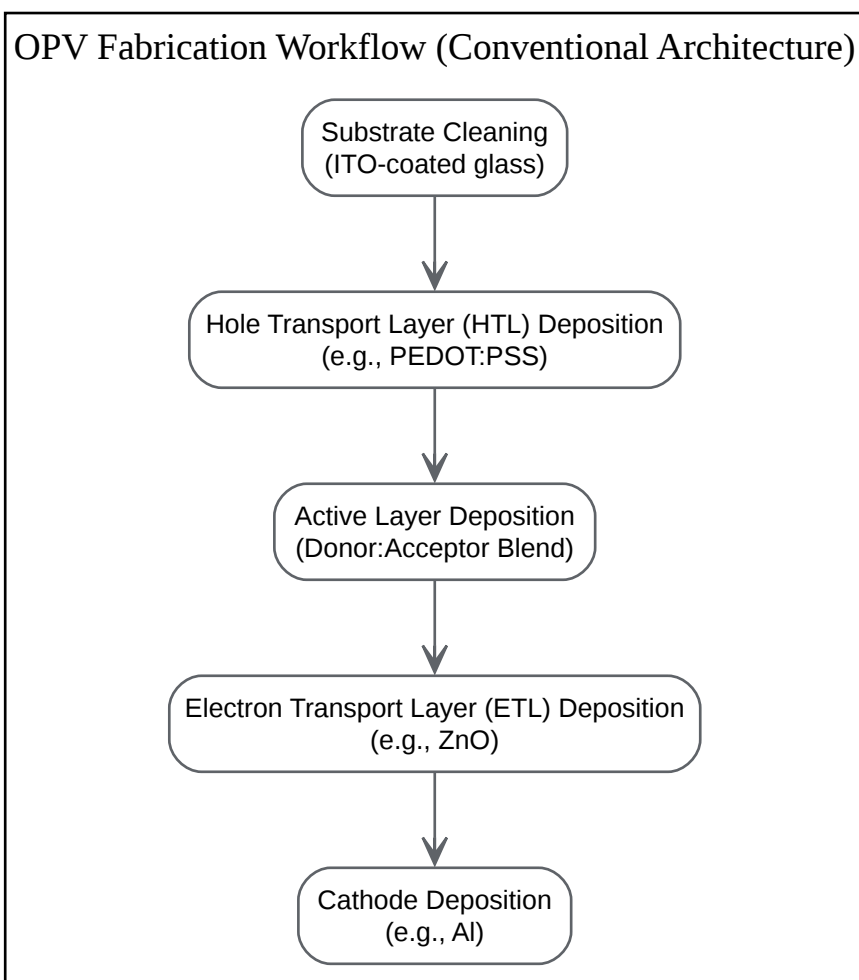 OPV Fabrication Workflow (Conventional Architecture)
Substrate Cleaning
(ITO-coated glass)
Hole Transport Layer (HTL) Deposition
(e.g., PEDOT:PSS)
Active Layer Deposition
(Donor:Acceptor Blend)
Electron Transport Layer (ETL) Deposition
(e.g., ZnO)
Cathode Deposition
(e.g., Al)